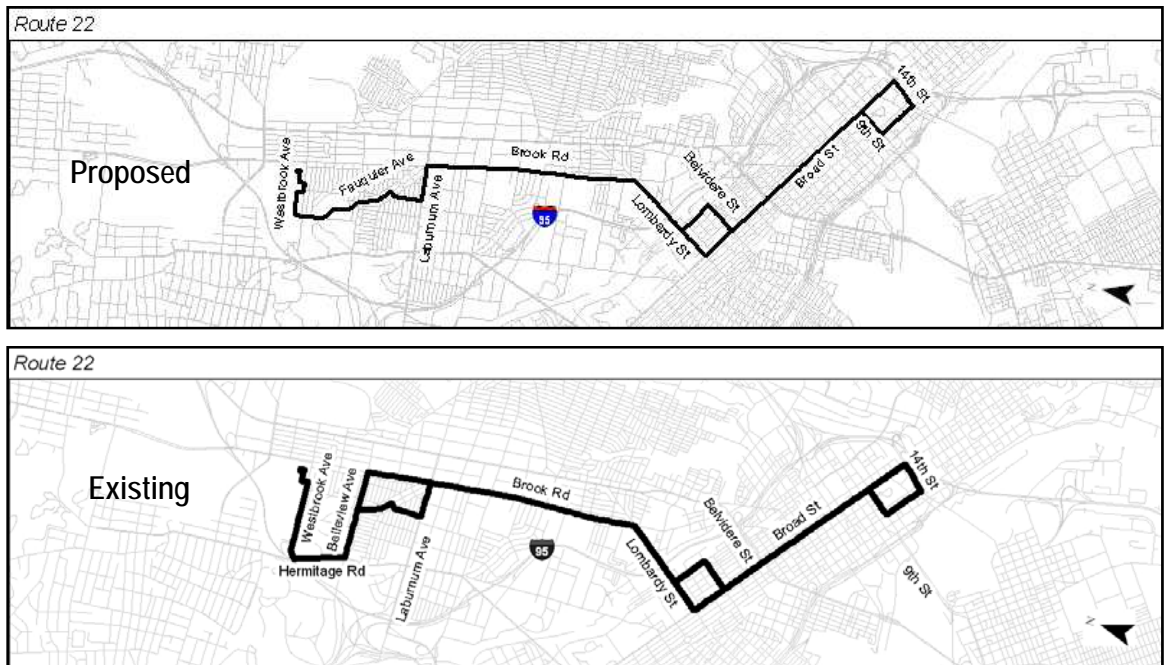 Route 22
Proposed
Westbrook Ave
Fauquier Ave
Laburnum Ave
Brook Rd
95
Lombardy St
Belvidere St
Broad St
9th St
14th St
N
Route 22
Existing
Westbrook Ave
Belleview Ave
Hermitage Rd
Laburnum Ave
Brook Rd
95
Lombardy St
Belvidere St
Broad St
14th St
9th St
N